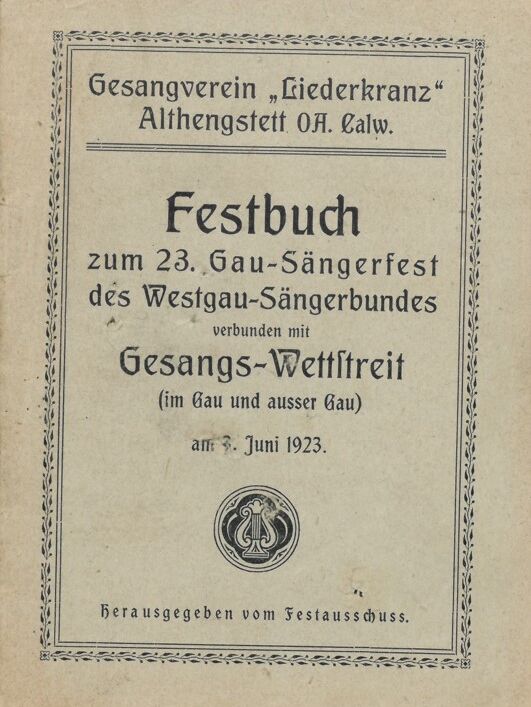 Gesangverein „Liederkranz“
Althengstett OA. Calw.
Festbuch
zum 23. Gau-Sängerfest
des Westgau-Sängerbundes
verbunden mit
Gesangs-Wettſtreit
(im Gau und ausser Gau)
am 3. Juni 1923.
Herausgegeben vom Festausschuss.